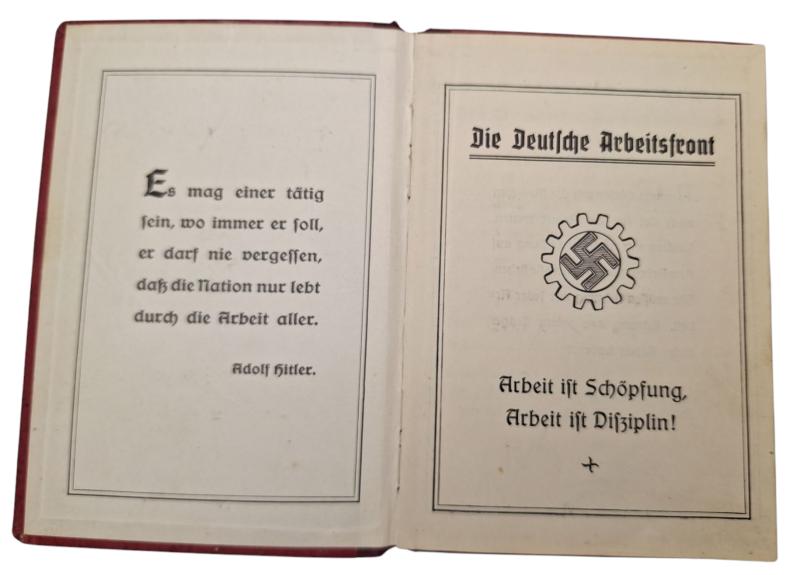 Es mag einer tätig
sein, wo immer er soll,
er darf nie vergessen,
daß die Nation nur lebt
durch die Arbeit aller.
Adolf Hitler.
Die Deutsche Arbeitsfront
Arbeit ist Schöpfung,
Arbeit ist Disziplin!